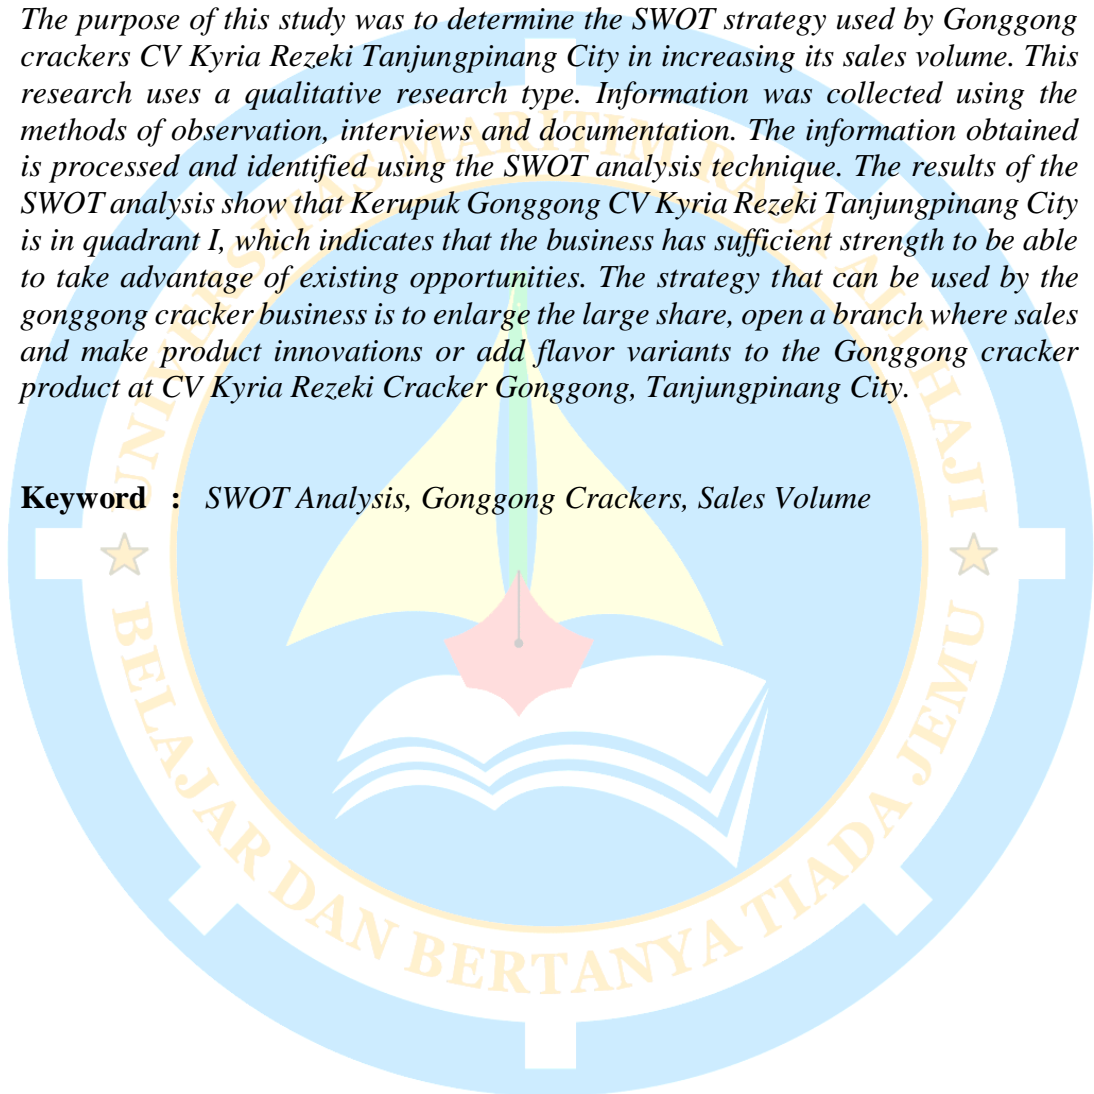 The purpose of this study was to determine the SWOT strategy used by Gonggong
crackers CV Kyria Rezeki Tanjungpinang City in increasing its sales volume. This
research uses a qualitative research type. Information was collected using the
methods of observation, interviews and documentation. The information obtained
is processed and identified using the SWOT analysis technique. The results of the
SWOT analysis show that Kerupuk Gonggong CV Kyria Rezeki Tanjungpinang City
is in quadrant I, which indicates that the business has sufficient strength to be able
to take advantage of existing opportunities. The strategy that can be used by the
gonggong cracker business is to enlarge the large share, open a branch where sales
and make product innovations or add flavor variants to the Gonggong cracker
product at CV Kyria Rezeki Cracker Gonggong, Tanjungpinang City.
Keyword : SWOT Analysis, Gonggong Crackers, Sales Volume
UNIVERSITAS MARITIM RAJA ALI HAJI
BELAJAR DAN BERTANYA TIADA JEMU